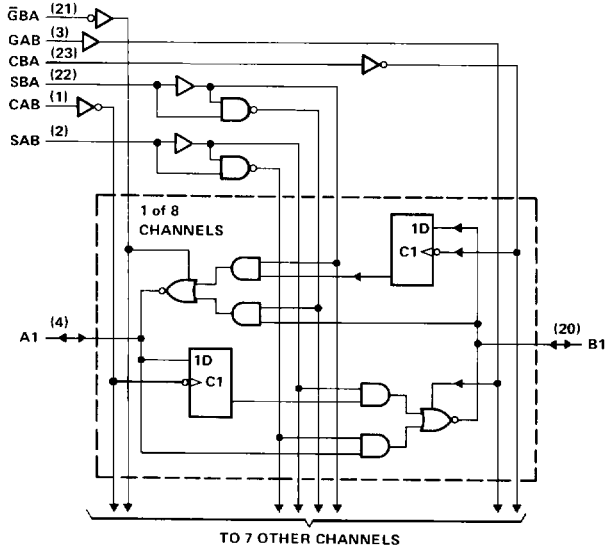 G̅BA (21)
GAB (3)
CBA (23)
SBA (22)
CAB (1)
SAB (2)
1 of 8
CHANNELS
1D
C1
A1 (4)
(20) B1
1D
C1
TO 7 OTHER CHANNELS